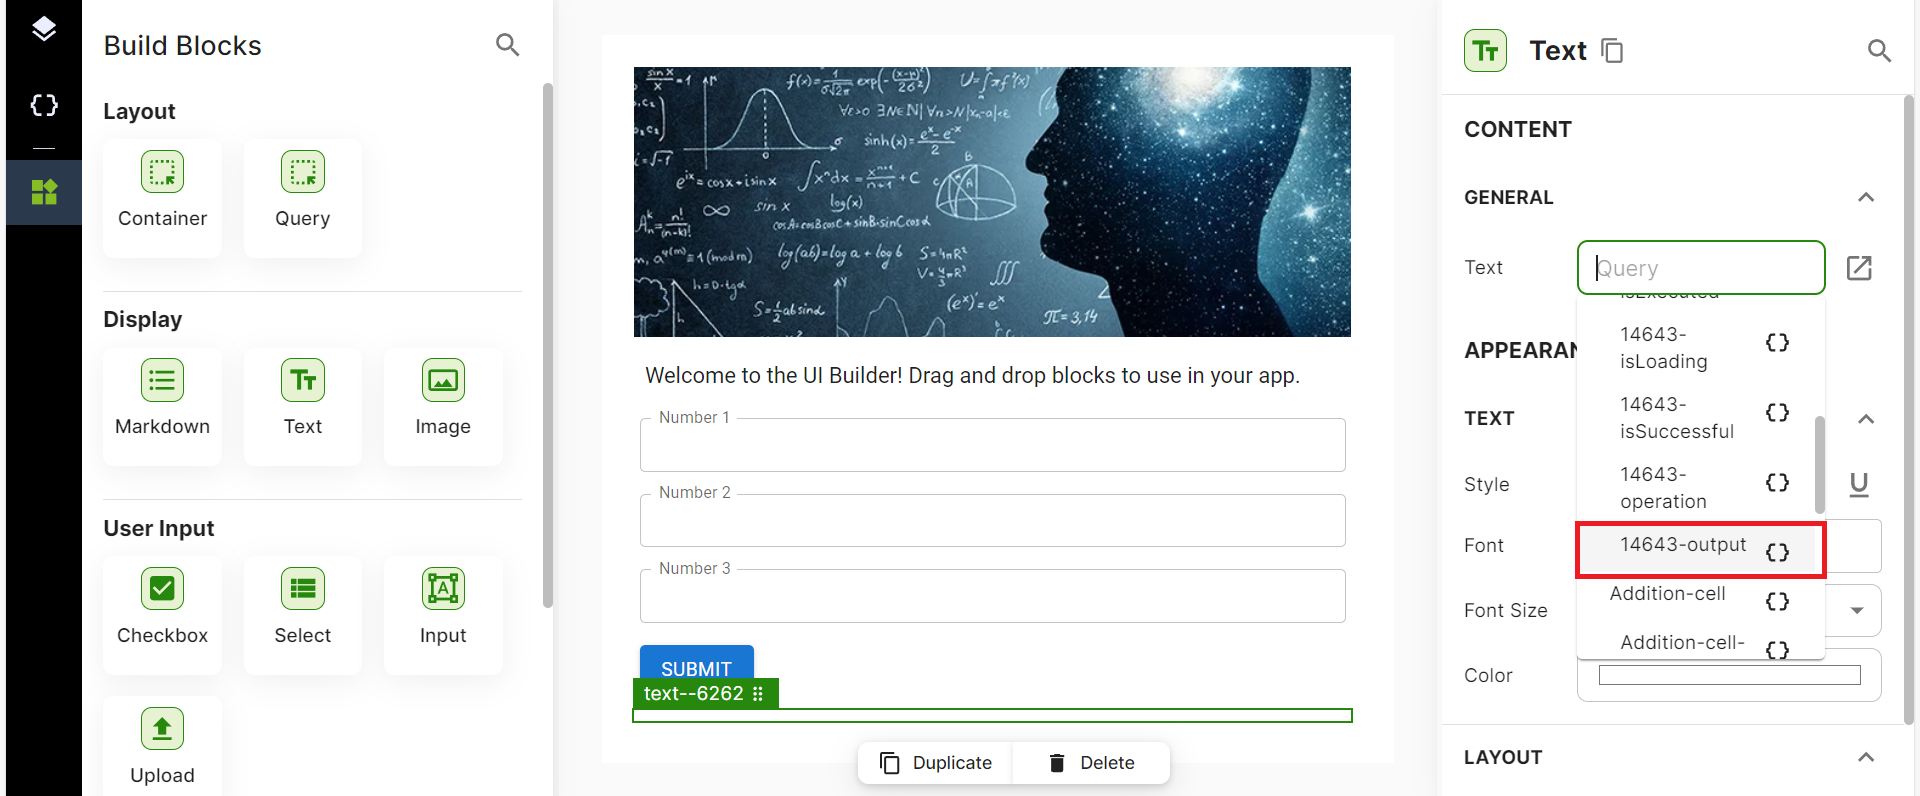 Build Blocks
Layout
Container
Query
Display
Markdown
Text
Image
User Input
Checkbox
Select
Input
Upload
Welcome to the UI Builder! Drag and drop blocks to use in your app.
Number 1
Number 2
Number 3
SUBMIT
text--6262
Duplicate
Delete
Text
CONTENT
GENERAL
Text
Query
14643-
isLoading
14643-
isSuccessful
14643-
operation
14643-output
Addition-cell
Addition-cell-
APPEARAN
TEXT
Style
Font
Font Size
Color
LAYOUT